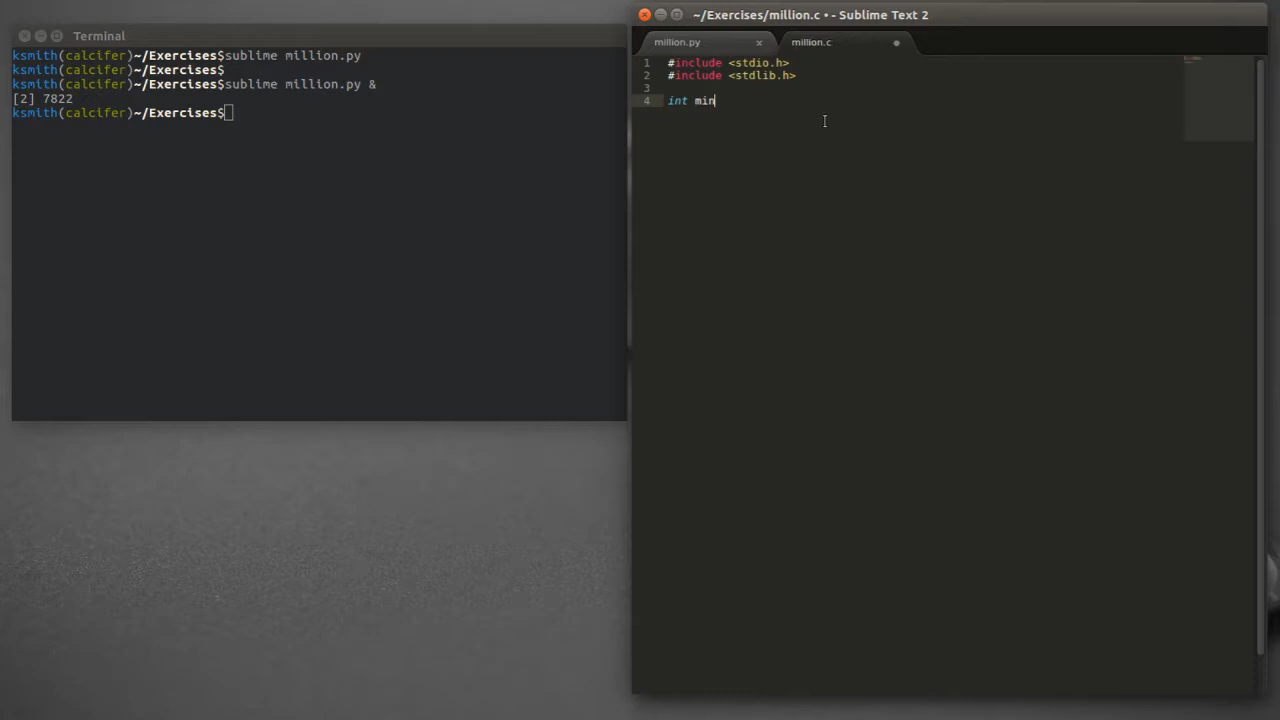 Terminal
ksmith(calcifer)~/Exercises$sublime million.py
ksmith(calcifer)~/Exercises$
ksmith(calcifer)~/Exercises$sublime million.py &
[2] 7822
ksmith(calcifer)~/Exercises$
~/Exercises/million.c • - Sublime Text 2
million.py x million.c
1 #include <stdio.h>
2 #include <stdlib.h>
3
4 int min